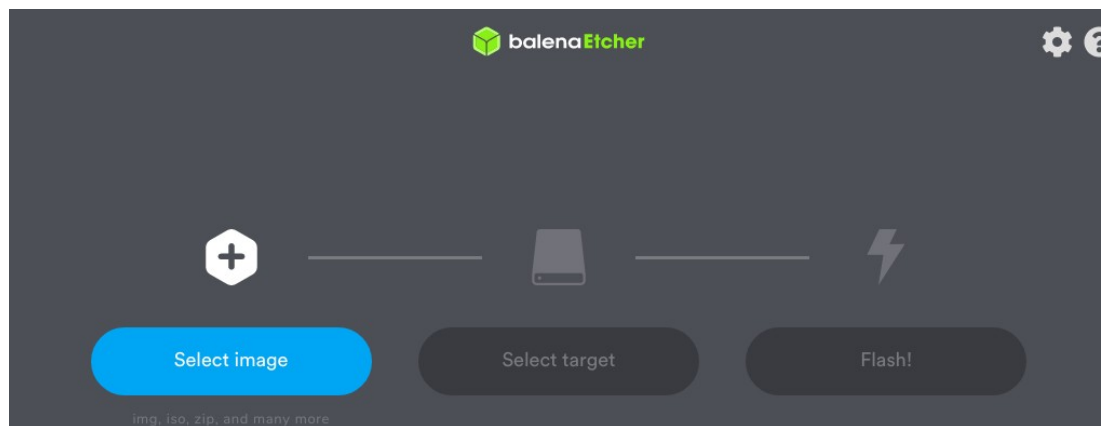 balenaEtcher
Select image
Select target
Flash!
img, iso, zip, and many more